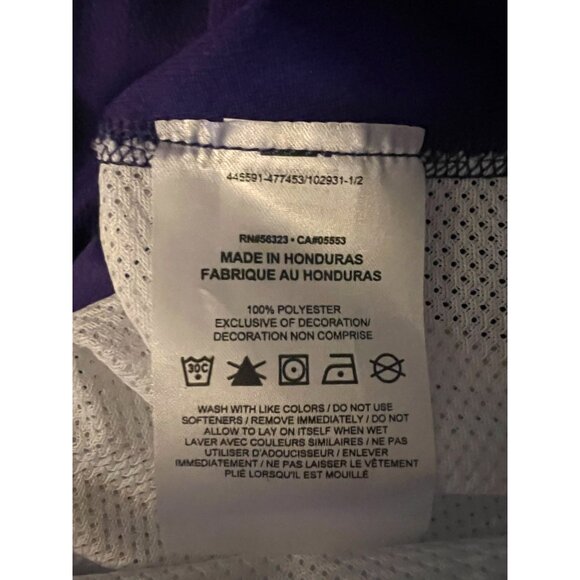 445591-477453/102931-1/2
RN#56323 • CA#05553
MADE IN HONDURAS
FABRIQUE AU HONDURAS
100% POLYESTER
EXCLUSIVE OF DECORATION/
DECORATION NON COMPRISE
30C
WASH WITH LIKE COLORS / DO NOT USE
SOFTENERS / REMOVE IMMEDIATELY / DO NOT
ALLOW TO LAY ON ITSELF WHEN WET
LAVER AVEC COULEURS SIMILAIRES / NE PAS
UTILISER D'ADOUCISSEUR / ENLEVER
IMMÉDIATEMENT / NE PAS LAISSER LE VÊTEMENT
PLIÉ LORSQU'IL EST MOUILLÉ